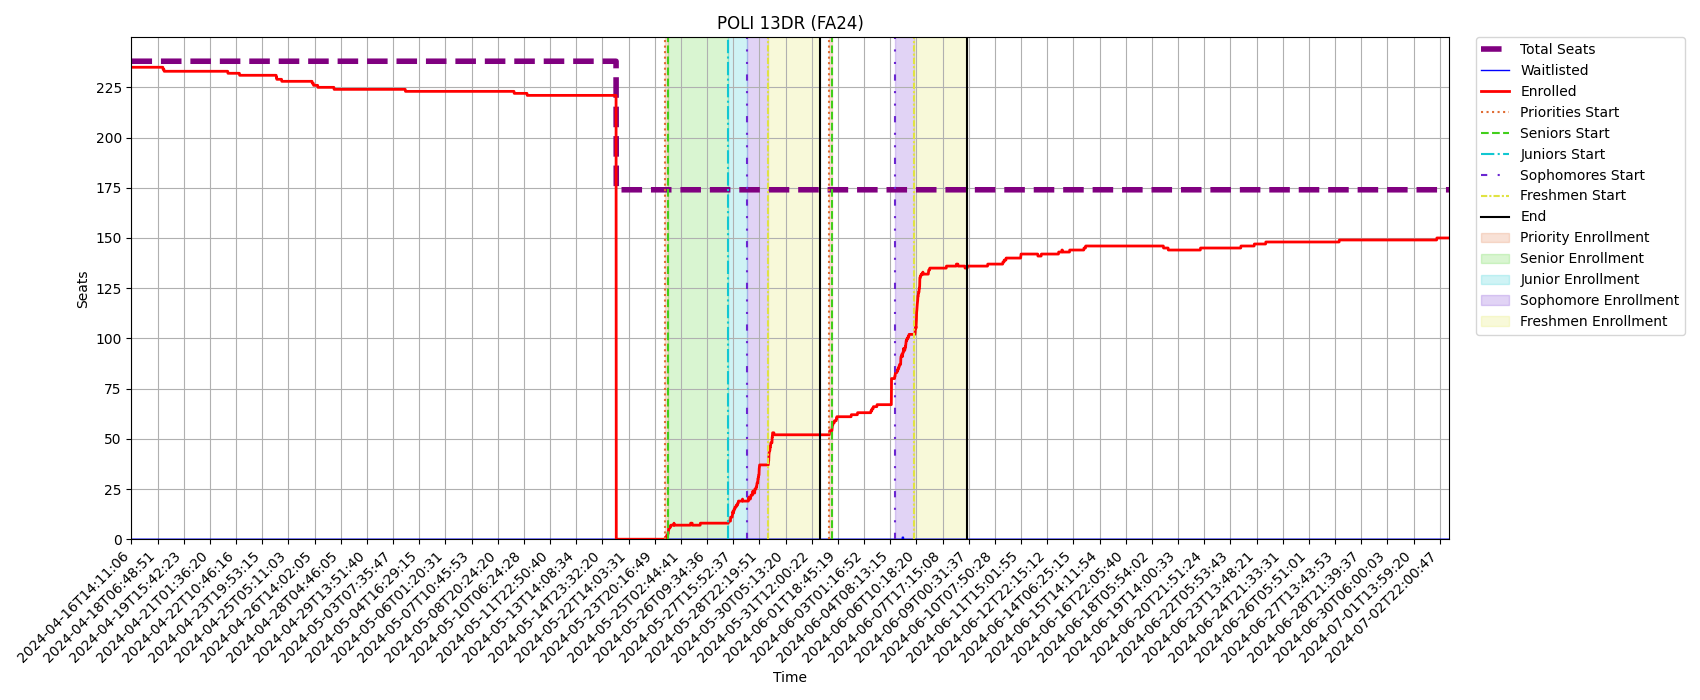 POLI 13DR (FA24)
Seats
225
200
175
150
125
100
75
50
25
0
2024-04-16T14:11:06
2024-04-18T06:48:51
2024-04-19T15:42:23
2024-04-21T01:36:20
2024-04-22T10:46:16
2024-04-23T19:53:15
2024-04-25T05:11:03
2024-04-26T14:02:05
2024-04-28T04:46:05
2024-04-29T13:51:40
2024-05-03T07:35:47
2024-05-04T16:29:15
2024-05-06T01:20:31
2024-05-07T10:45:53
2024-05-08T20:24:20
2024-05-10T06:24:28
2024-05-11T22:50:40
2024-05-13T14:08:34
2024-05-14T23:32:20
2024-05-22T14:03:31
2024-05-23T20:16:49
2024-05-25T02:44:41
2024-05-26T09:34:36
2024-05-27T15:52:37
2024-05-28T22:19:51
2024-05-30T05:13:20
2024-05-31T12:00:22
2024-06-01T18:45:19
2024-06-03T01:16:52
2024-06-04T08:13:15
2024-06-06T10:18:20
2024-06-07T17:15:08
2024-06-09T00:31:37
2024-06-10T07:50:28
2024-06-11T15:01:55
2024-06-12T22:15:12
2024-06-14T06:25:15
2024-06-15T14:11:54
2024-06-16T22:05:40
2024-06-18T05:54:02
2024-06-19T14:00:33
2024-06-20T21:51:24
2024-06-22T05:53:43
2024-06-23T13:48:21
2024-06-24T21:33:31
2024-06-26T05:51:01
2024-06-27T13:43:53
2024-06-28T21:39:37
2024-06-30T06:00:03
2024-07-01T13:59:20
2024-07-02T22:00:47
Time
Total Seats
Waitlisted
Enrolled
Priorities Start
Seniors Start
Juniors Start
Sophomores Start
Freshmen Start
End
Priority Enrollment
Senior Enrollment
Junior Enrollment
Sophomore Enrollment
Freshmen Enrollment